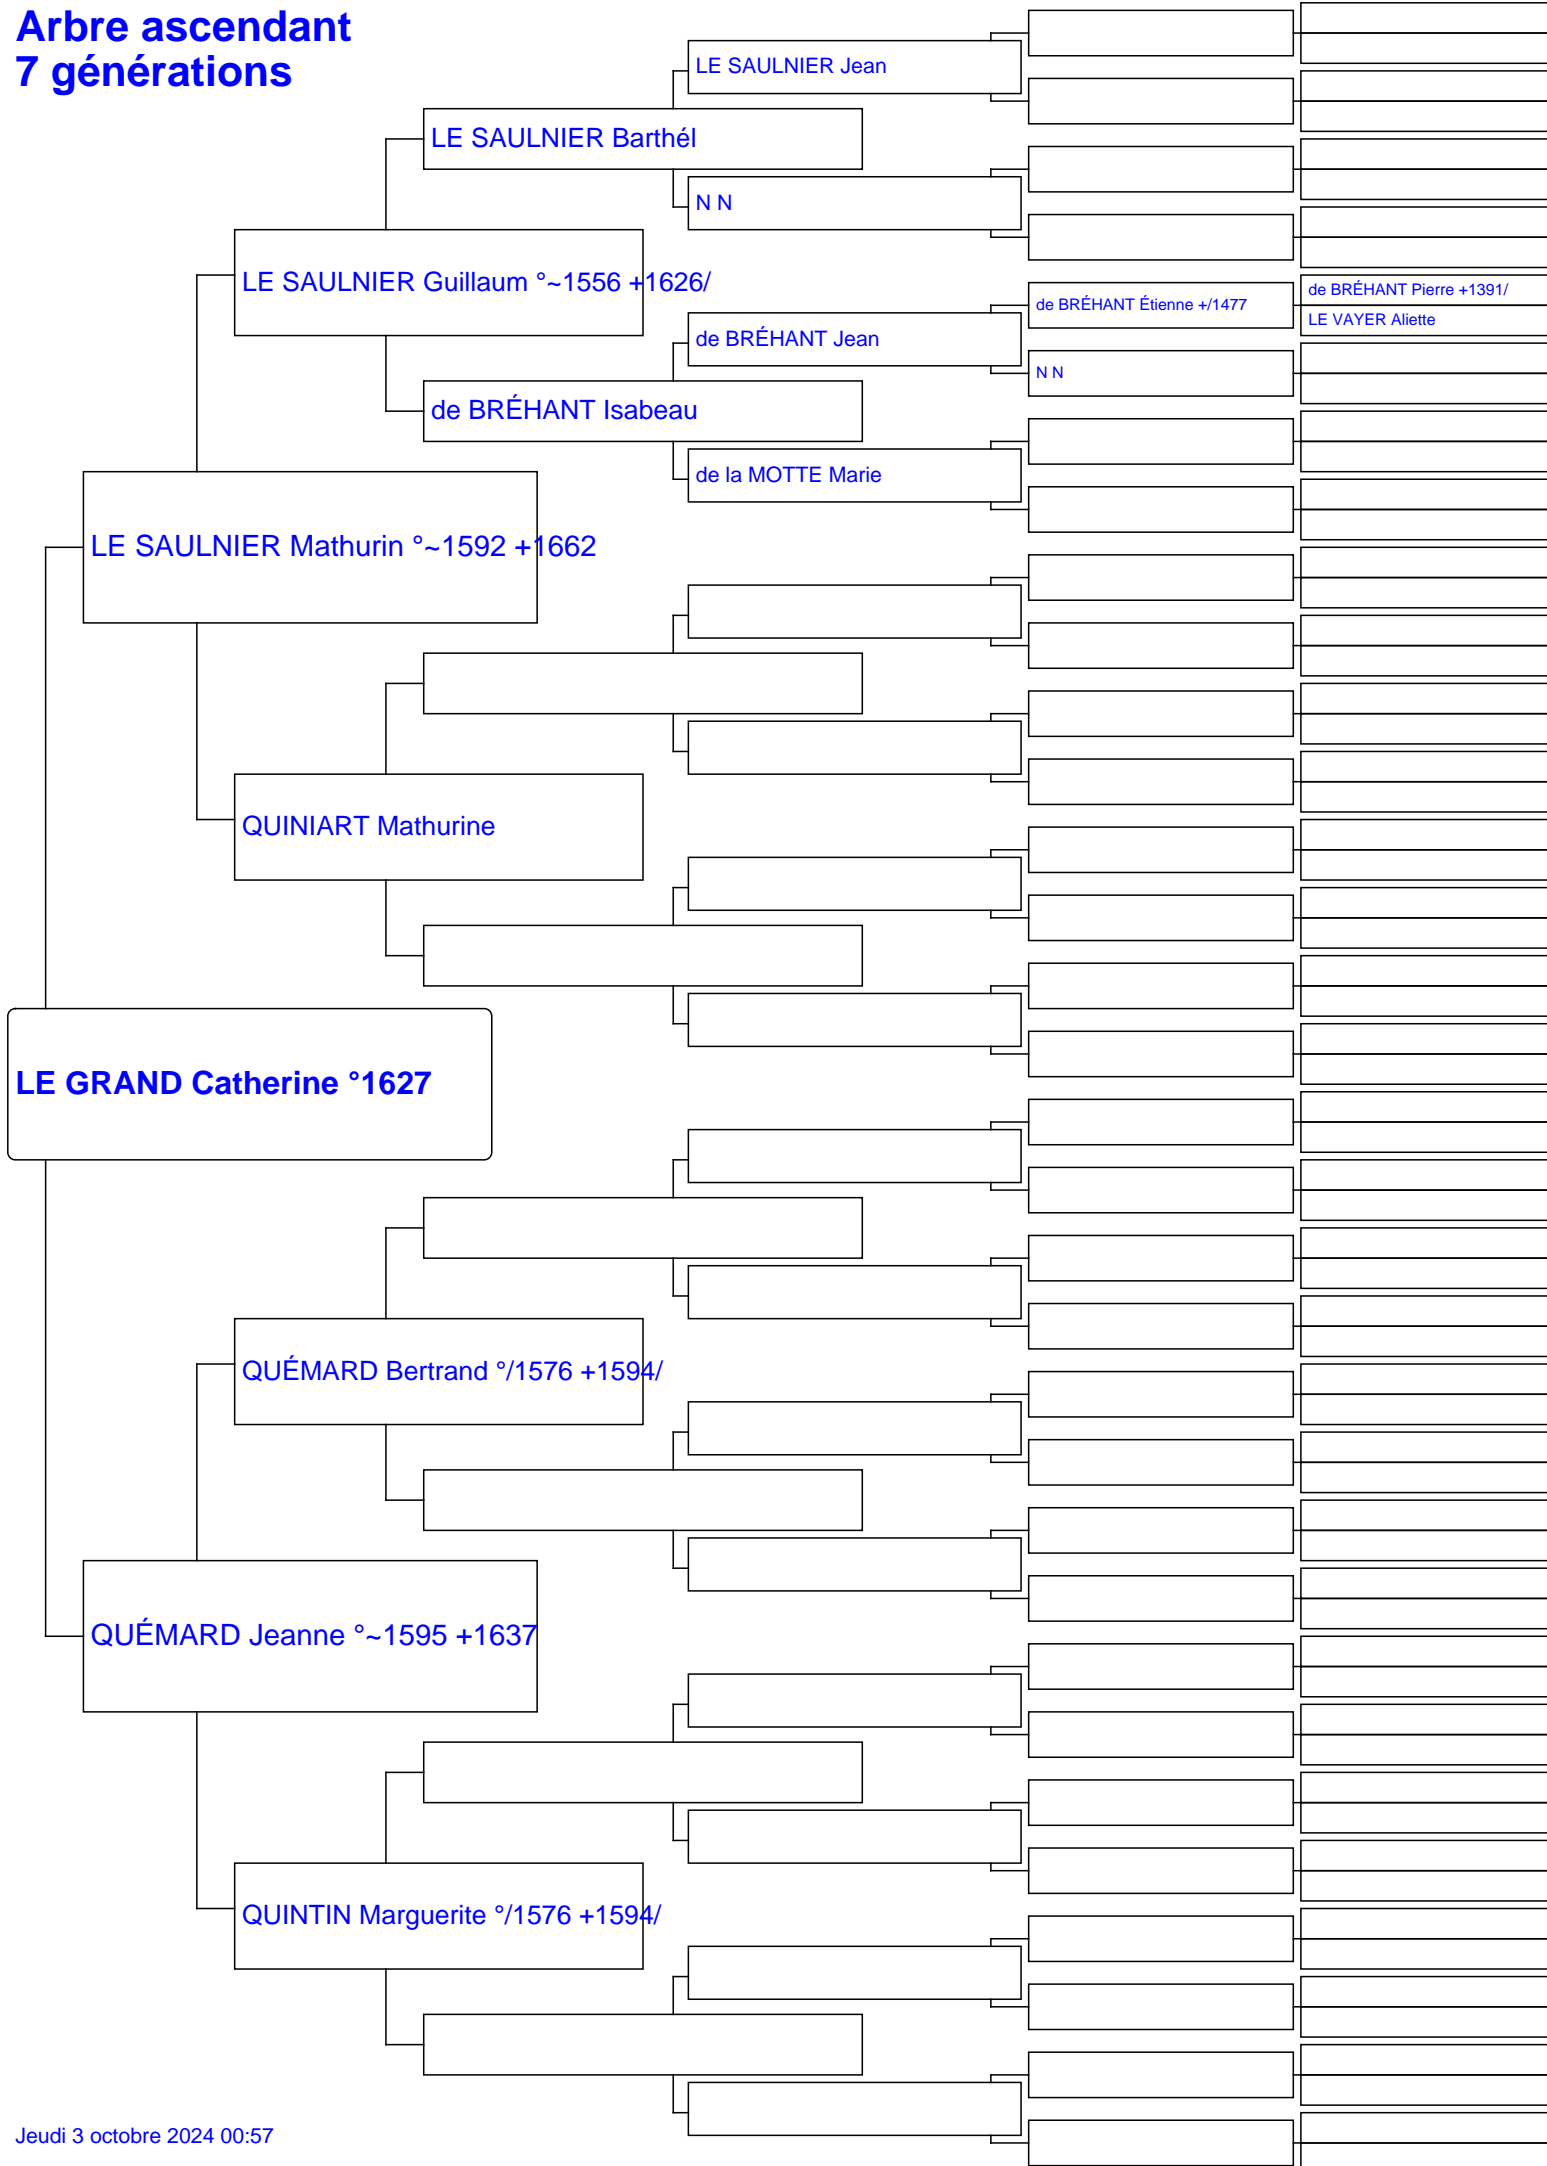 Arbre ascendant
7 générations
LE SAULNIER Jean
LE SAULNIER Barthél
N N
LE SAULNIER Guillaum °~1556 +1626/
de BRÉHANT Pierre +1391/
de BRÉHANT Étienne +/1477
LE VAYER Aliette
de BRÉHANT Jean
N N
de BRÉHANT Isabeau
de la MOTTE Marie
LE SAULNIER Mathurin °~1592 +1662
QUINIART Mathurine
LE GRAND Catherine °1627
QUÉMARD Bertrand °/1576 +1594/
QUÉMARD Jeanne °~1595 +1637
QUINTIN Marguerite °/1576 +1594/
Jeudi 3 octobre 2024 00:57